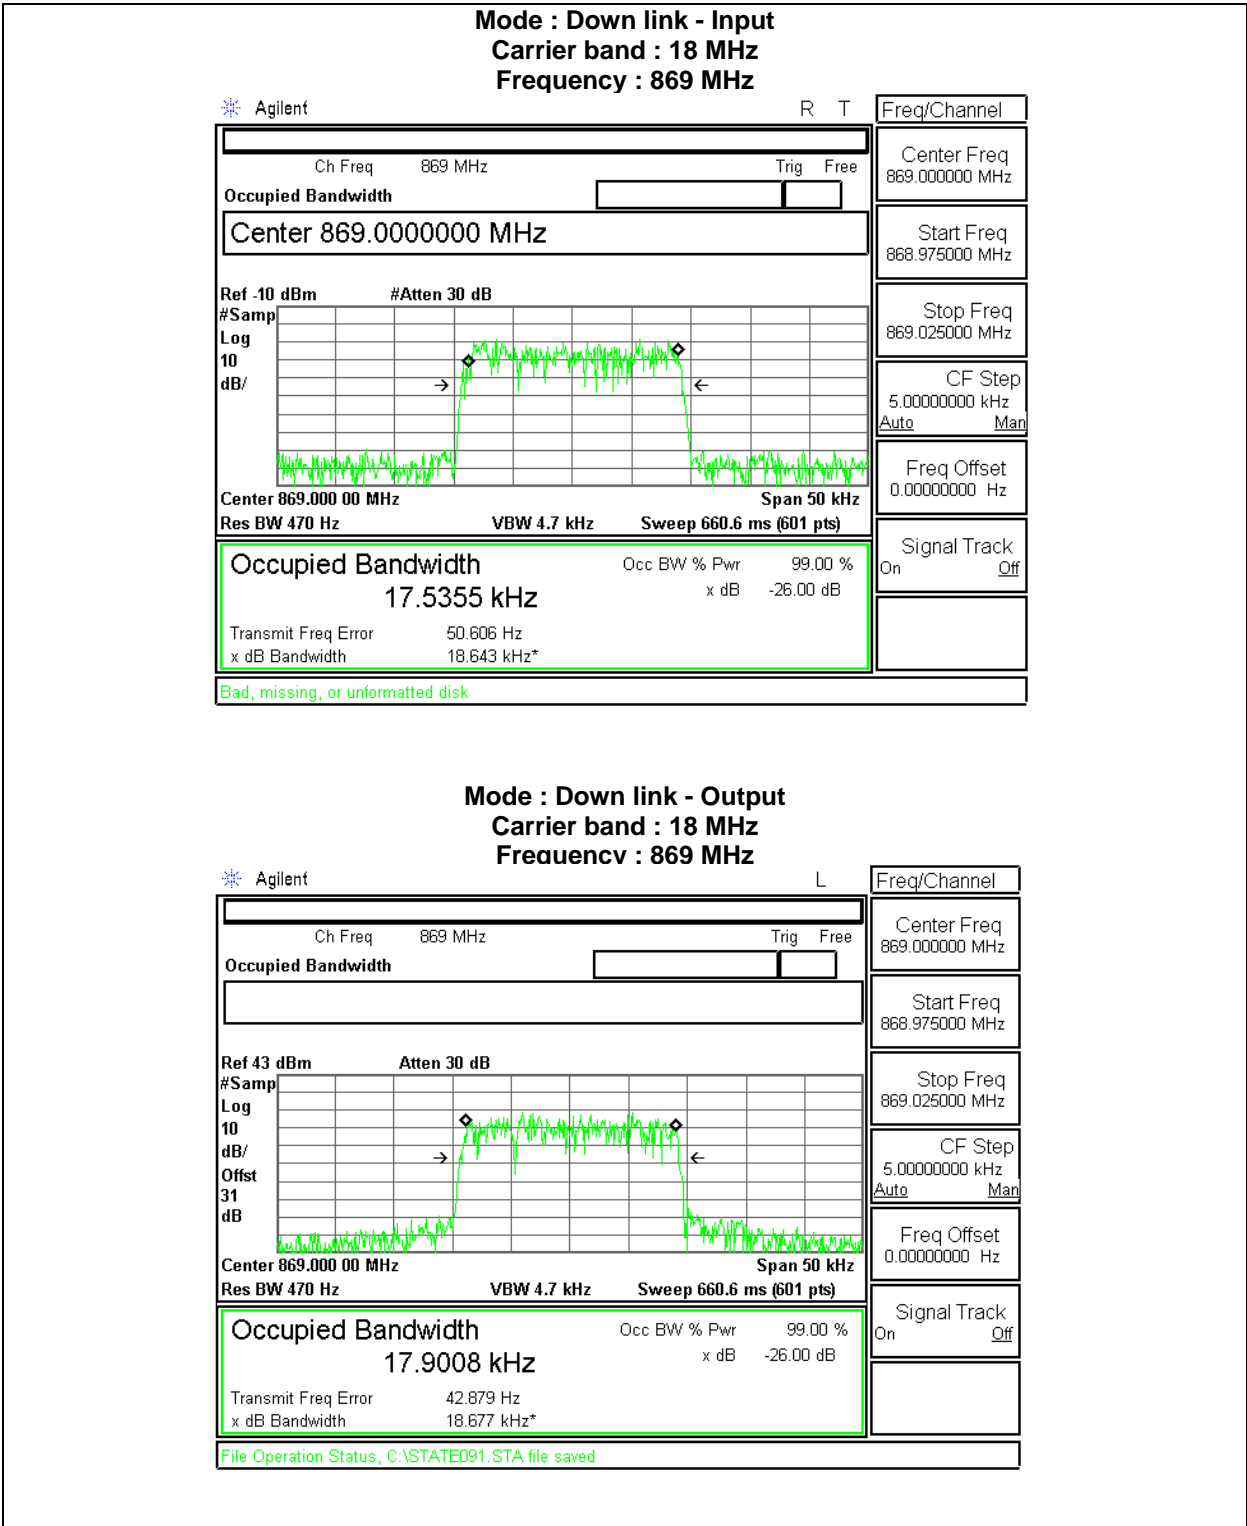 Mode : Down link - Input
Carrier band : 18 MHz
Frequency : 869 MHz
Agilent R T Freq/Channel
Ch Freq 869 MHz Trig Free
Occupied Bandwidth
Center 869.0000000 MHz
Center Freq
869.000000 MHz
Start Freq
868.975000 MHz
Stop Freq
869.025000 MHz
CF Step
5.00000000 kHz
Auto Man
Freq Offset
0.00000000 Hz
Signal Track
On Off
Ref -10 dBm #Atten 30 dB
#Samp
Log
10
dB/
Center 869.000 00 MHz Span 50 kHz
Res BW 470 Hz VBW 4.7 kHz Sweep 660.6 ms (601 pts)
Occupied Bandwidth Occ BW % Pwr 99.00 %
17.5355 kHz x dB -26.00 dB
Transmit Freq Error 50.606 Hz
x dB Bandwidth 18.643 kHz*
Bad, missing, or unformatted disk
Mode : Down link - Output
Carrier band : 18 MHz
Frequency : 869 MHz
Agilent L Freq/Channel
Ch Freq 869 MHz Trig Free
Occupied Bandwidth
Center Freq
869.000000 MHz
Start Freq
868.975000 MHz
Stop Freq
869.025000 MHz
CF Step
5.00000000 kHz
Auto Man
Freq Offset
0.00000000 Hz
Signal Track
On Off
Ref 43 dBm Atten 30 dB
#Samp
Log
10
dB/
Offst
31
dB
Center 869.000 00 MHz Span 50 kHz
Res BW 470 Hz VBW 4.7 kHz Sweep 660.6 ms (601 pts)
Occupied Bandwidth Occ BW % Pwr 99.00 %
17.9008 kHz x dB -26.00 dB
Transmit Freq Error 42.879 Hz
x dB Bandwidth 18.677 kHz*
File Operation Status, C:\STATE091.STA file saved